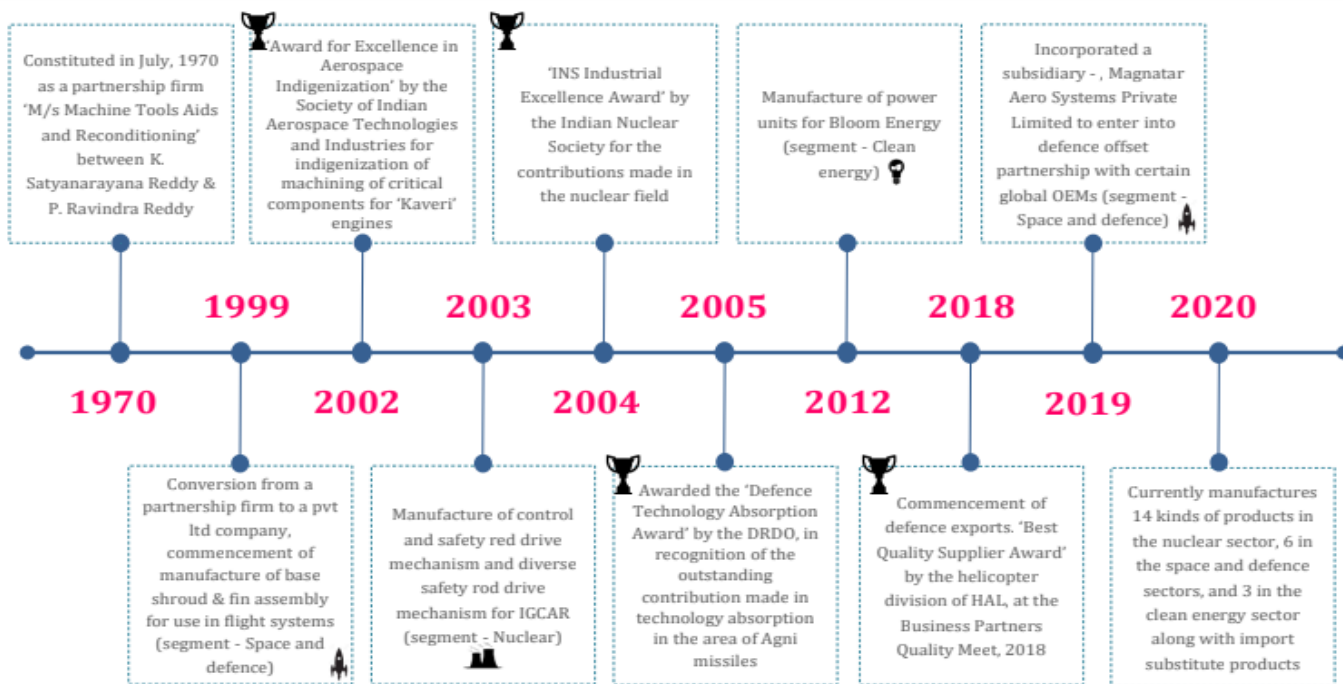 Constituted in July, 1970
as a partnership firm
‘M/s Machine Tools Aids
and Reconditioning’
between K.
Satyanarayana Reddy &
P. Ravindra Reddy
‘Award for Excellence in
Aerospace
Indigenization’ by the
Society of Indian
Aerospace Technologies
and Industries for
indigenization of
machining of critical
components for ‘Kaveri’
engines
‘INS Industrial
Excellence Award’ by
the Indian Nuclear
Society for the
contributions made in
the nuclear field
Manufacture of power
units for Bloom Energy
(segment - Clean
energy)
Incorporated a
subsidiary - , Magnatar
Aero Systems Private
Limited to enter into
defence offset
partnership with certain
global OEMs (segment -
Space and defence)
1999
2003
2005
2018
2020
1970
2002
2004
2012
2019
Conversion from a
partnership firm to a pvt
ltd company,
commencement of
manufacture of base
shroud & fin assembly
for use in flight systems
(segment - Space and
defence)
Manufacture of control
and safety red drive
mechanism and diverse
safety rod drive
mechanism for IGCAR
(segment - Nuclear)
Awarded the ‘Defence
Technology Absorption
Award’ by the DRDO, in
recognition of the
outstanding
contribution made in
technology absorption
in the area of Agni
missiles
Commencement of
defence exports. ‘Best
Quality Supplier Award’
by the helicopter
division of HAL, at the
Business Partners
Quality Meet, 2018
Currently manufactures
14 kinds of products in
the nuclear sector, 6 in
the space and defence
sectors, and 3 in the
clean energy sector
along with import
substitute products